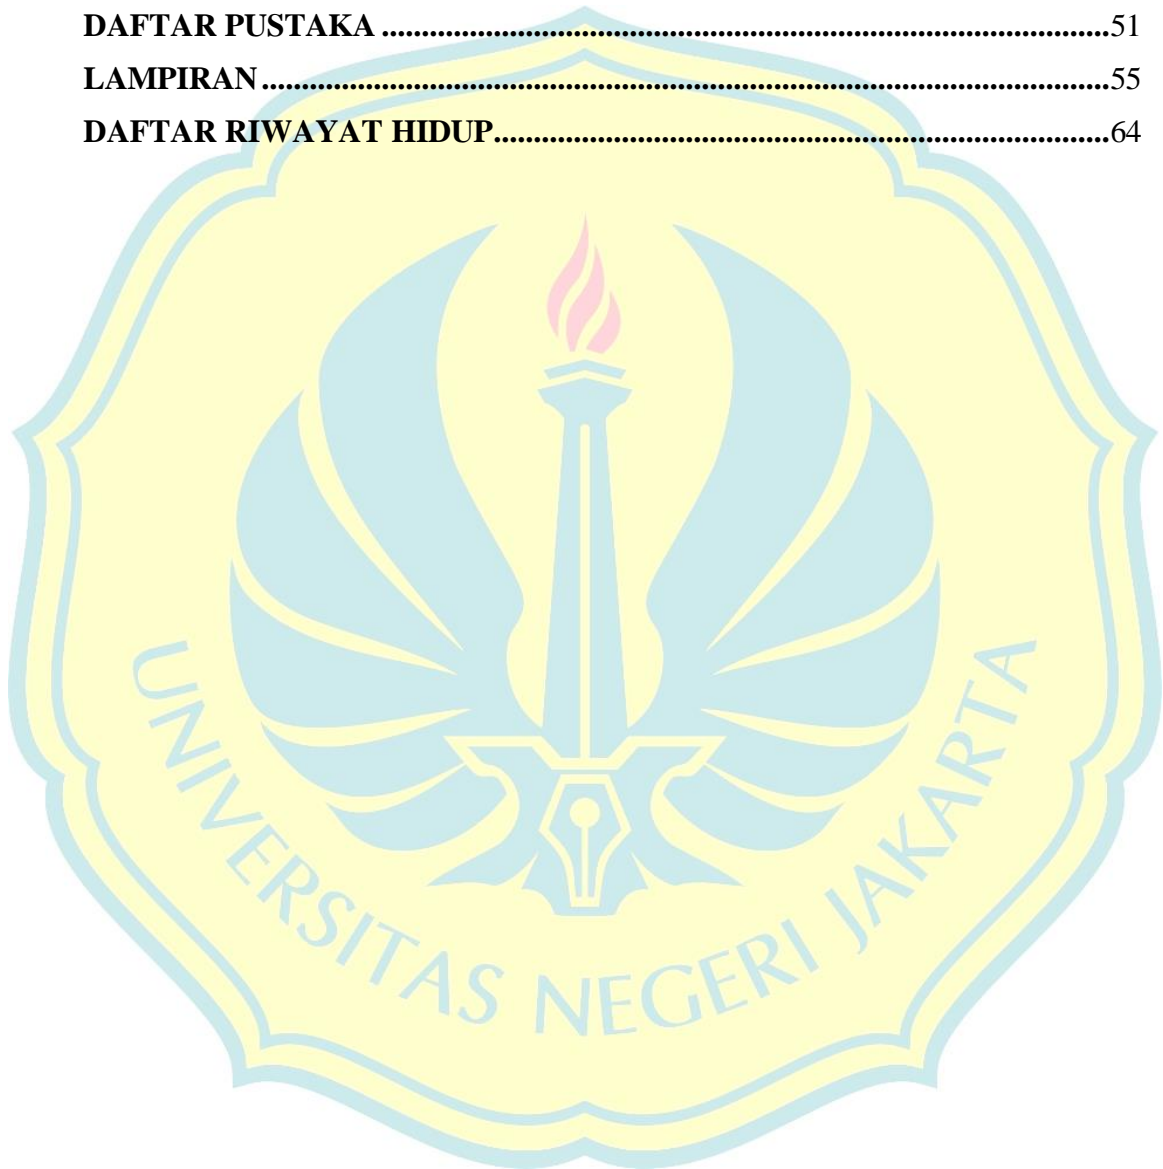 DAFTAR PUSTAKA ............................................................................................51
LAMPIRAN ...........................................................................................................55
DAFTAR RIWAYAT HIDUP..............................................................................64
UNIVERSITAS NEGERI JAKARTA